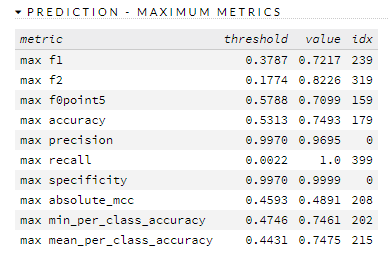 PREDICTION - MAXIMUM METRICS
metric threshold value idx
max f1 0.3787 0.7217 239
max f2 0.1774 0.8226 319
max f0point5 0.5788 0.7099 159
max accuracy 0.5313 0.7493 179
max precision 0.9970 0.9695 0
max recall 0.0022 1.0 399
max specificity 0.9970 0.9999 0
max absolute_mcc 0.4593 0.4891 208
max min_per_class_accuracy 0.4746 0.7461 202
max mean_per_class_accuracy 0.4431 0.7475 215